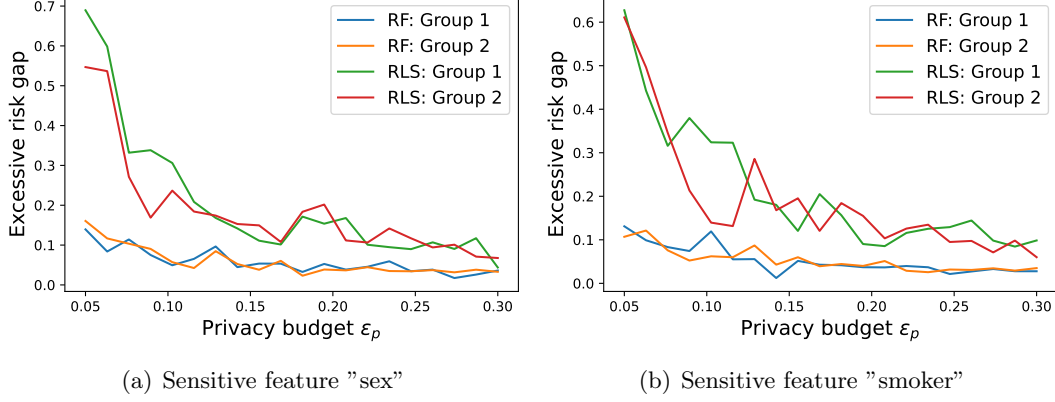 0.7
0.6
0.5
0.4
0.3
0.2
0.1
0.0
Excessive risk gap
RF: Group 1
RF: Group 2
RLS: Group 1
RLS: Group 2
0.05 0.10 0.15 0.20 0.25 0.30
Privacy budget εp
(a) Sensitive feature ”sex”
0.6
0.5
0.4
0.3
0.2
0.1
0.0
Excessive risk gap
RF: Group 1
RF: Group 2
RLS: Group 1
RLS: Group 2
0.05 0.10 0.15 0.20 0.25 0.30
Privacy budget εp
(b) Sensitive feature ”smoker”